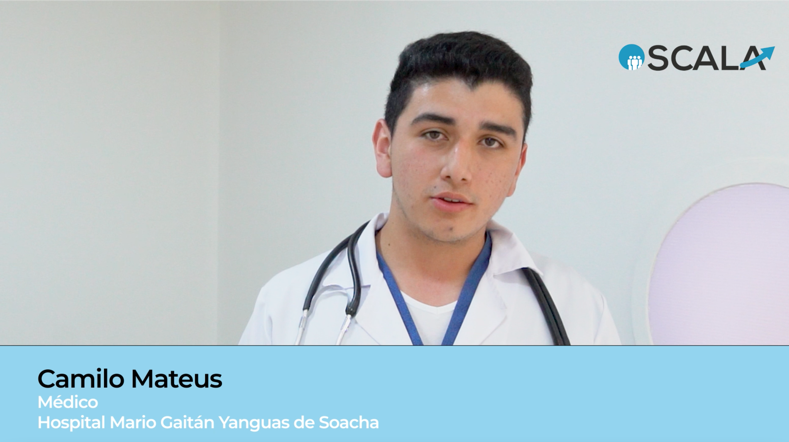 SCALA
Camilo Mateus
Médico
Hospital Mario Gaitán Yanguas de Soacha